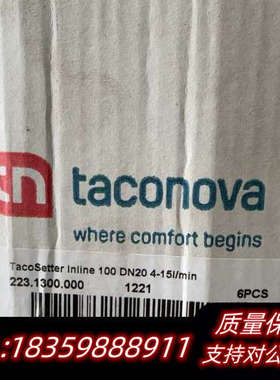 taconova
where comfort begins
TacoSetter Inline 100 DN20 4-15l/min
223.1300.000 1221 6PCS
质量保
:18359888911
支持对公